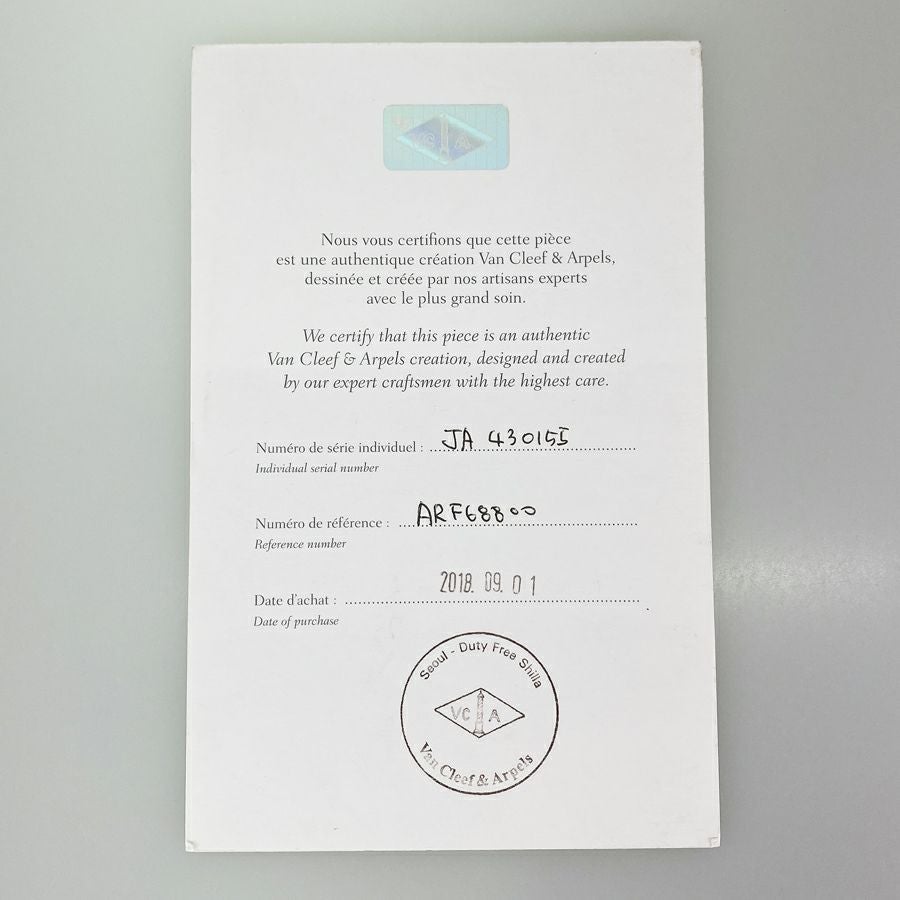 VC A
Nous vous certifions que cette pièce
est une authentique création Van Cleef & Arpels,
dessinée et créée par nos artisans experts
avec le plus grand soin.
We certify that this piece is an authentic
Van Cleef & Arpels creation, designed and created
by our expert craftsmen with the highest care.
Numéro de série individuel : JA 430155
Individual serial number
Numéro de référence : ARF68800
Reference number
Date d'achat : 2018. 09. 01
Date of purchase
Seoul - Duty Free Shilla
VC A
Van Cleef & Arpels